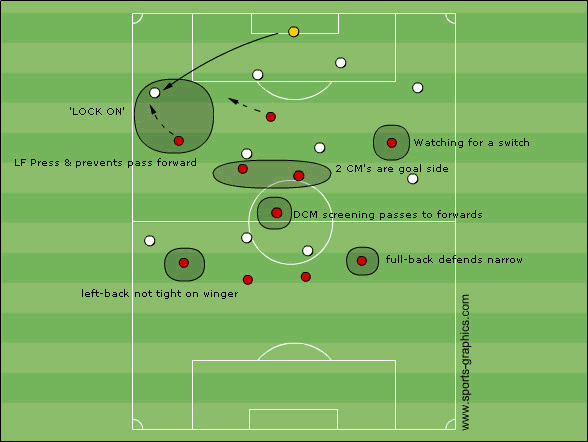 'LOCK ON'
Watching for a switch
LF Press & prevents pass forward
2 CM's are goal side
DCM screening passes to forwards
full-back defends narrow
left-back not tight on winger
www.sports-graphics.com